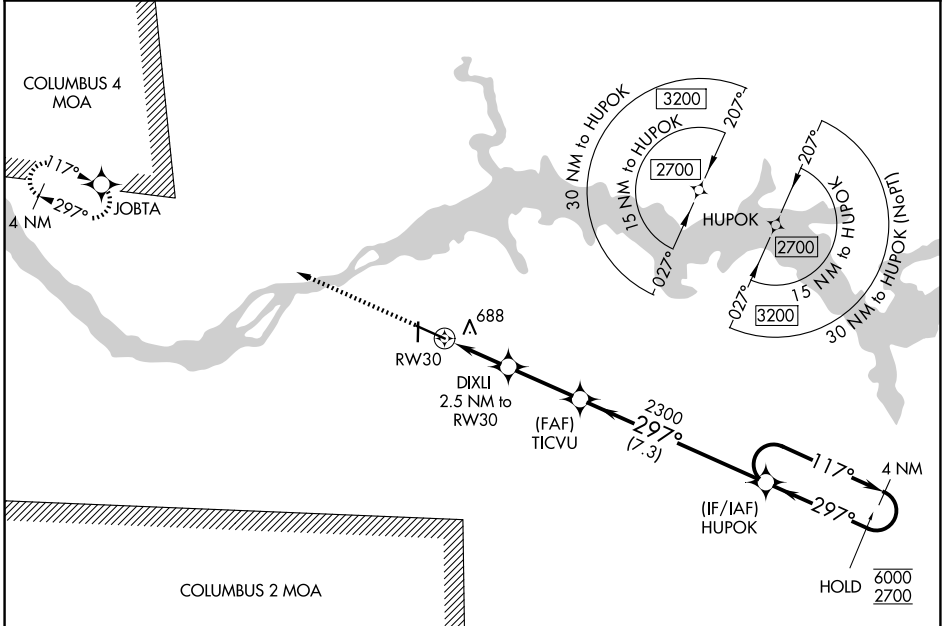 COLUMBUS 4
MOA
117°
297°
4 NM
JOBTA
30 NM to HUPOK
3200
207°
15 NM to HUPOK
2700
027°
HUPOK
207°
2700
15 NM to HUPOK
027°
3200
30 NM to HUPOK (NoPT)
688
RW30
DIXLI
2.5 NM to
RW30
(FAF)
TICVU
2300
297°
(7.3)
117°
4 NM
297°
(IF/IAF)
HUPOK
HOLD
6000
2700
COLUMBUS 2 MOA